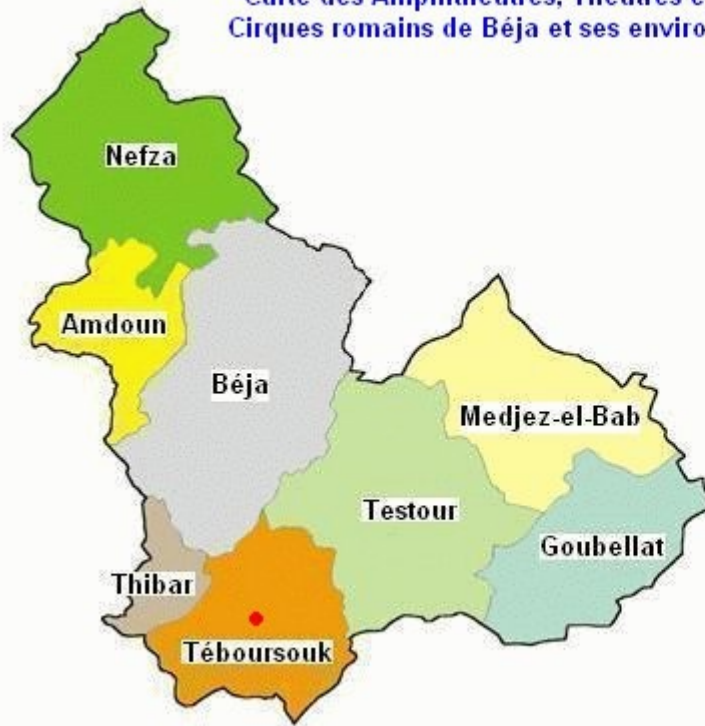 Cirques romains de Béja et ses enviro
Nefza
Amdoun
Béja
Medjez-el-Bab
Testour
Goubellat
Thibar
Téboursouk